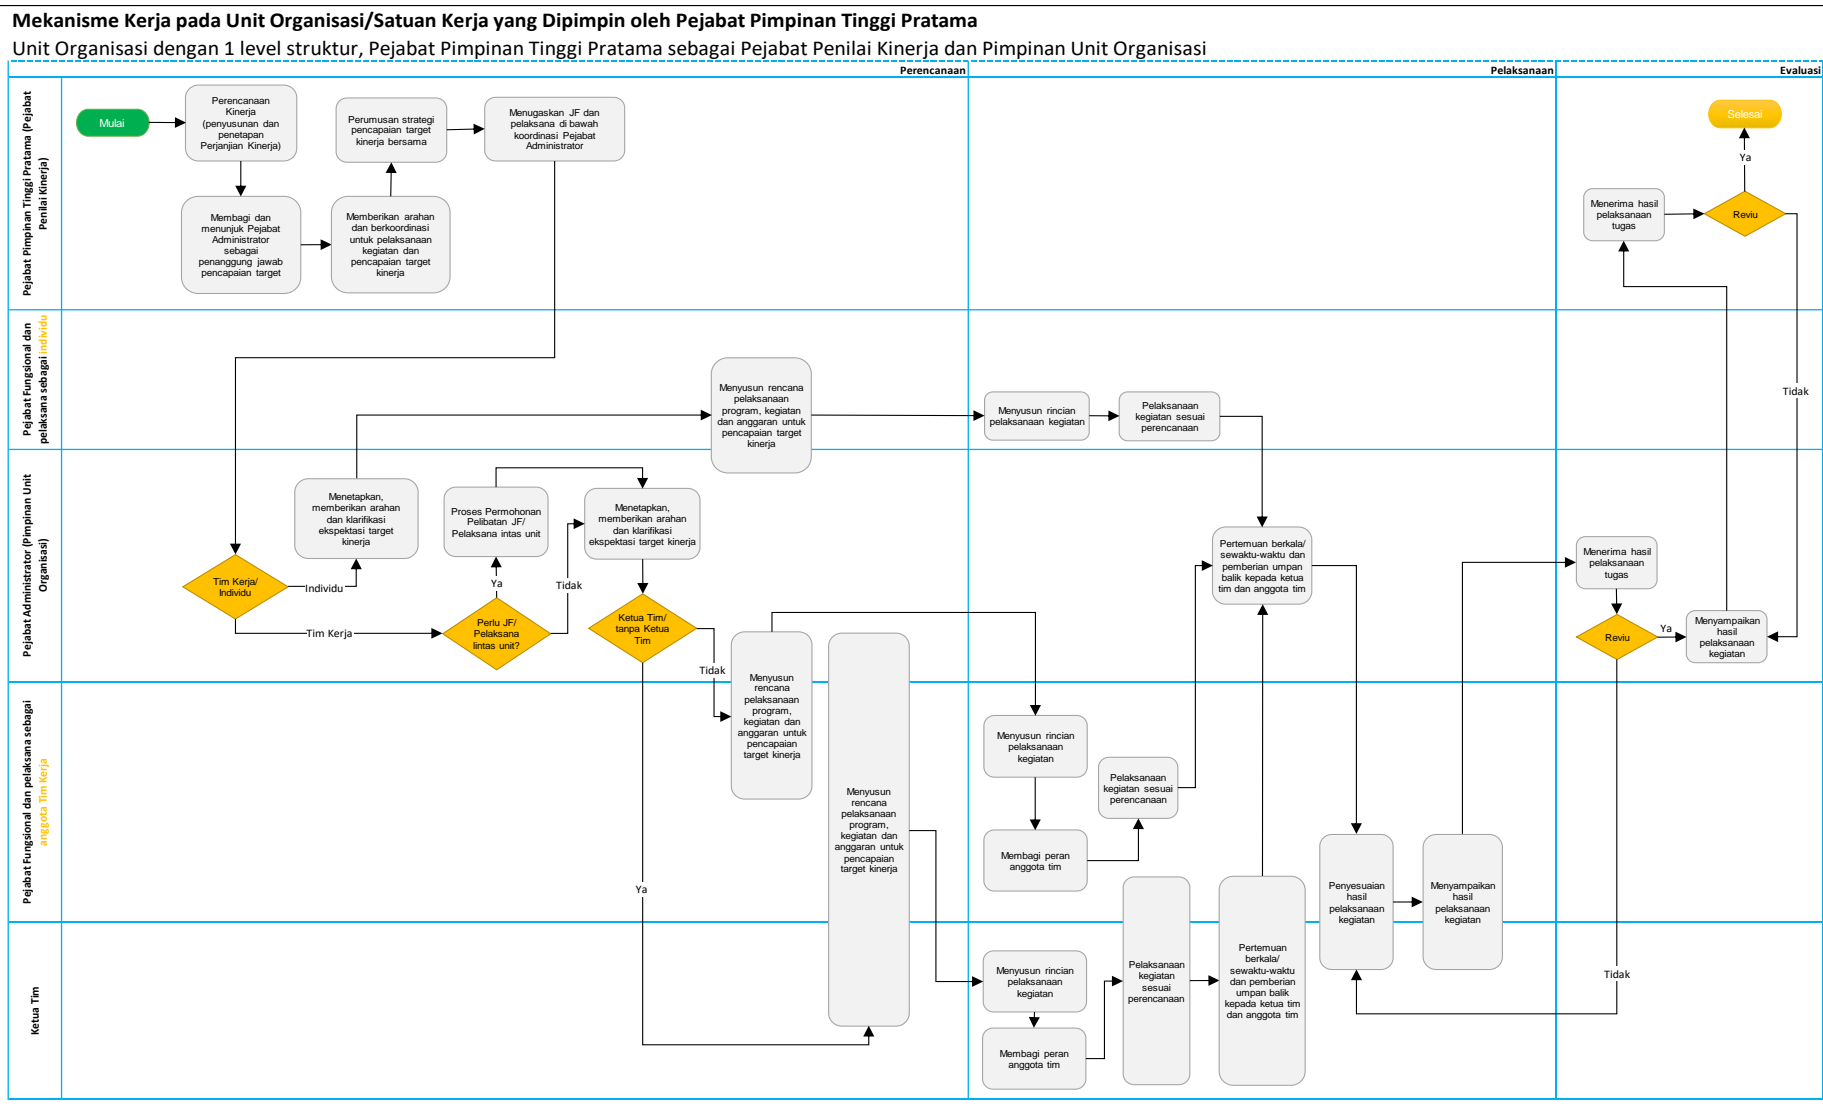 Mekanisme Kerja pada Unit Organisasi/Satuan Kerja yang Dipimpin oleh Pejabat Pimpinan Tinggi Pratama
Unit Organisasi dengan 1 level struktur, Pejabat Pimpinan Tinggi Pratama sebagai Pejabat Penilai Kinerja dan Pimpinan Unit Organisasi
Perencanaan
Pelaksanaan
Evaluasi
Pejabat Pimpinan Tinggi Pratama (Pejabat
Penilai Kinerja)
Mulai
Perencanaan
Kinerja
(penyusunan dan
penetapan
Perjanjian Kinerja)
Membagi dan
menunjuk Pejabat
Administrator
sebagai
penanggung jawab
pencapaian target
Memberikan arahan
dan berkoordinasi
untuk pelaksanaan
kegiatan dan
pencapaian target
kinerja
Perumusan strategi
pencapaian target
kinerja bersama
Menugaskan JF dan
pelaksana di bawah
koordinasi Pejabat
Administrator
Menerima hasil
pelaksanaan
tugas
Reviu
Ya
Selesai
Tidak
Pejabat Fungsional dan
pelaksana sebagai individu
Menyusun rencana
pelaksanaan
program, kegiatan
dan anggaran untuk
pencapaian target
kinerja
Menyusun rincian
pelaksanaan kegiatan
Pelaksanaan
kegiatan sesuai
perencanaan
Pejabat Administrator (Pimpinan Unit
Organisasi)
Tim Kerja/
Individu
Individu
Tim Kerja
Menetapkan,
memberikan arahan
dan klarifikasi
ekspektasi target
kinerja
Perlu JF/
Pelaksana
lintas unit?
Ya
Tidak
Proses Permohonan
Pelibatan JF/
Pelaksana intas unit
Menetapkan,
memberikan arahan
dan klarifikasi
ekspektasi target kinerja
Ketua Tim/
tanpa Ketua
Tim
Tidak
Ya
Pertemuan berkala/
sewaktu-waktu dan
pemberian umpan
balik kepada ketua
tim dan anggota tim
Menerima hasil
pelaksanaan
tugas
Reviu
Ya
Menyampaikan
hasil
pelaksanaan
kegiatan
Pejabat Fungsional dan pelaksana sebagai
anggota Tim Kerja
Menyusun
rencana
pelaksanaan
program,
kegiatan dan
anggaran untuk
pencapaian
target kinerja
Menyusun
rencana
pelaksanaan
program,
kegiatan dan
anggaran untuk
pencapaian
target kinerja
Menyusun rincian
pelaksanaan
kegiatan
Membagi peran
anggota tim
Pelaksanaan
kegiatan sesuai
perencanaan
Penyesuaian
hasil
pelaksanaan
kegiatan
Menyampaikan
hasil
pelaksanaan
kegiatan
Ketua Tim
Menyusun rincian
pelaksanaan
kegiatan
Membagi peran
anggota tim
Pelaksanaan
kegiatan
sesuai
perencanaan
Pertemuan
berkala/
sewaktu-waktu
dan pemberian
umpan balik
kepada ketua tim
dan anggota tim
Tidak